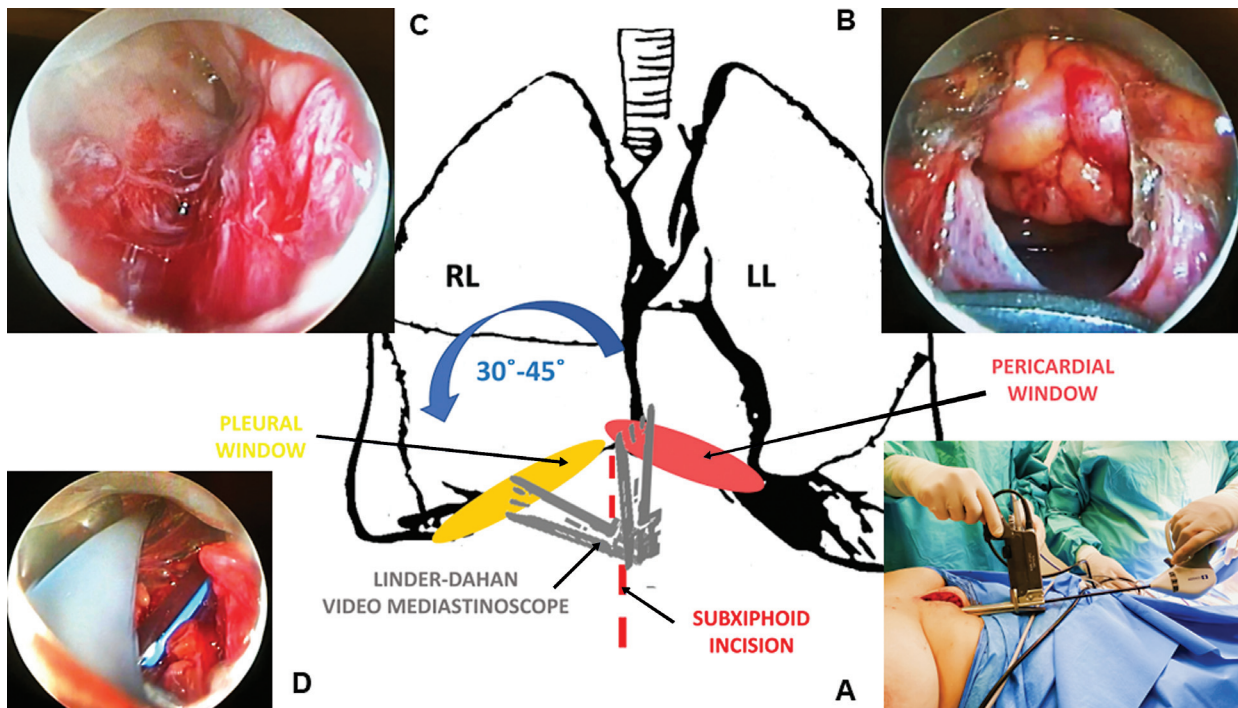 C
B
RL
LL
30°-45°
PERICARDIAL
WINDOW
PLEURAL
WINDOW
LINDER-DAHAN
VIDEO MEDIASTINOSCOPE
SUBXIPHOID
INCISION
D
A